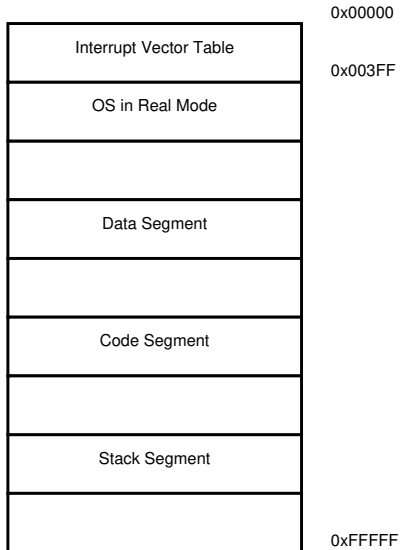 0x00000
Interrupt Vector Table
0x003FF
OS in Real Mode
Data Segment
Code Segment
Stack Segment
0xFFFFF